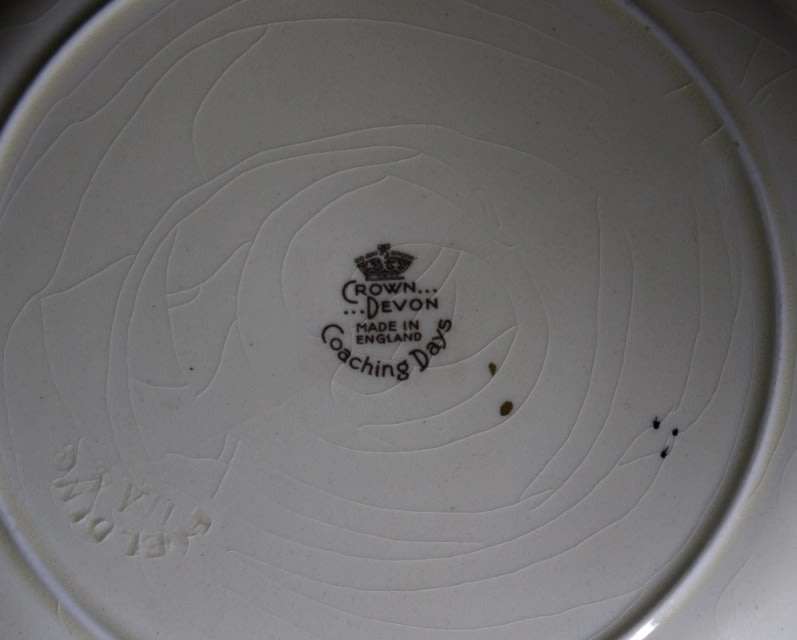 CROWN...
...DEVON
MADE IN
ENGLAND
Coaching Days